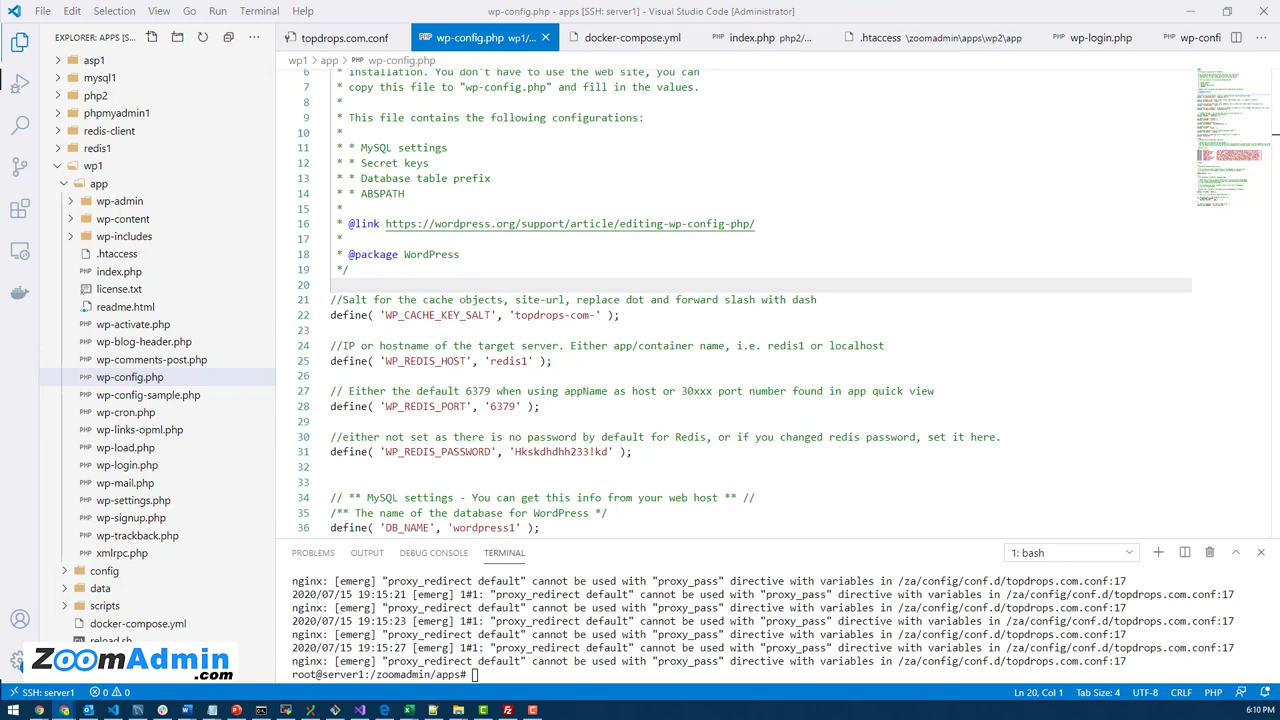 File Edit Selection View Go Run Terminal Help
wp-config.php - apps [SSH: server1] - Visual Studio Code [Administrator]
EXPLORER: APPS [S...
topdrops.com.conf
wp-config.php wp1/...
docker-compose.yml
index.php php2/...
.htaccess \zoomadmin\apps\wp2\app
wp-login.php
wp-confi
wp1 › app › wp-config.php
asp1
mysql1
php2
phpmyadmin1
redis-client
redis1
wp1
app
wp-admin
wp-content
wp-includes
.htaccess
index.php
license.txt
readme.html
wp-activate.php
wp-blog-header.php
wp-comments-post.php
wp-config.php
wp-config-sample.php
wp-cron.php
wp-links-opml.php
wp-load.php
wp-login.php
wp-mail.php
wp-settings.php
wp-signup.php
wp-trackback.php
xmlrpc.php
config
data
scripts
docker-compose.yml
reload.sh
6 * installation. You don't have to use the web site, you can
7 * copy this file to "wp-config.php" and fill in the values.
8 *
9 * This file contains the following configurations:
10 *
11 * * MySQL settings
12 * * Secret keys
13 * * Database table prefix
14 * * ABSPATH
15 *
16 * @link https://wordpress.org/support/article/editing-wp-config-php/
17 *
18 * @package WordPress
19 */
20
21 //Salt for the cache objects, site-url, replace dot and forward slash with dash
22 define( 'WP_CACHE_KEY_SALT', 'topdrops-com-' );
23
24 //IP or hostname of the target server. Either app/container name, i.e. redis1 or localhost
25 define( 'WP_REDIS_HOST', 'redis1' );
26
27 // Either the default 6379 when using appName as host or 30xxx port number found in app quick view
28 define( 'WP_REDIS_PORT', '6379' );
29
30 //either not set as there is no password by default for Redis, or if you changed redis password, set it here.
31 define( 'WP_REDIS_PASSWORD', 'Hkskdhdhh233!kd' );
32
33
34 // ** MySQL settings - You can get this info from your web host ** //
35 /** The name of the database for WordPress */
36 define( 'DB_NAME', 'wordpress1' );
PROBLEMS OUTPUT DEBUG CONSOLE TERMINAL
1: bash
nginx: [emerg] "proxy_redirect default" cannot be used with "proxy_pass" directive with variables in /za/config/conf.d/topdrops.com.conf:17
2020/07/15 19:15:21 [emerg] 1#1: "proxy_redirect default" cannot be used with "proxy_pass" directive with variables in /za/config/conf.d/topdrops.com.conf:17
nginx: [emerg] "proxy_redirect default" cannot be used with "proxy_pass" directive with variables in /za/config/conf.d/topdrops.com.conf:17
2020/07/15 19:15:23 [emerg] 1#1: "proxy_redirect default" cannot be used with "proxy_pass" directive with variables in /za/config/conf.d/topdrops.com.conf:17
nginx: [emerg] "proxy_redirect default" cannot be used with "proxy_pass" directive with variables in /za/config/conf.d/topdrops.com.conf:17
2020/07/15 19:15:27 [emerg] 1#1: "proxy_redirect default" cannot be used with "proxy_pass" directive with variables in /za/config/conf.d/topdrops.com.conf:17
nginx: [emerg] "proxy_redirect default" cannot be used with "proxy_pass" directive with variables in /za/config/conf.d/topdrops.com.conf:17
root@server1:/zoomadmin/apps#
ZoomAdmin
.com
SSH: server1
0 0
Ln 20, Col 1 Tab Size: 4 UTF-8 CRLF PHP
6:10 PM